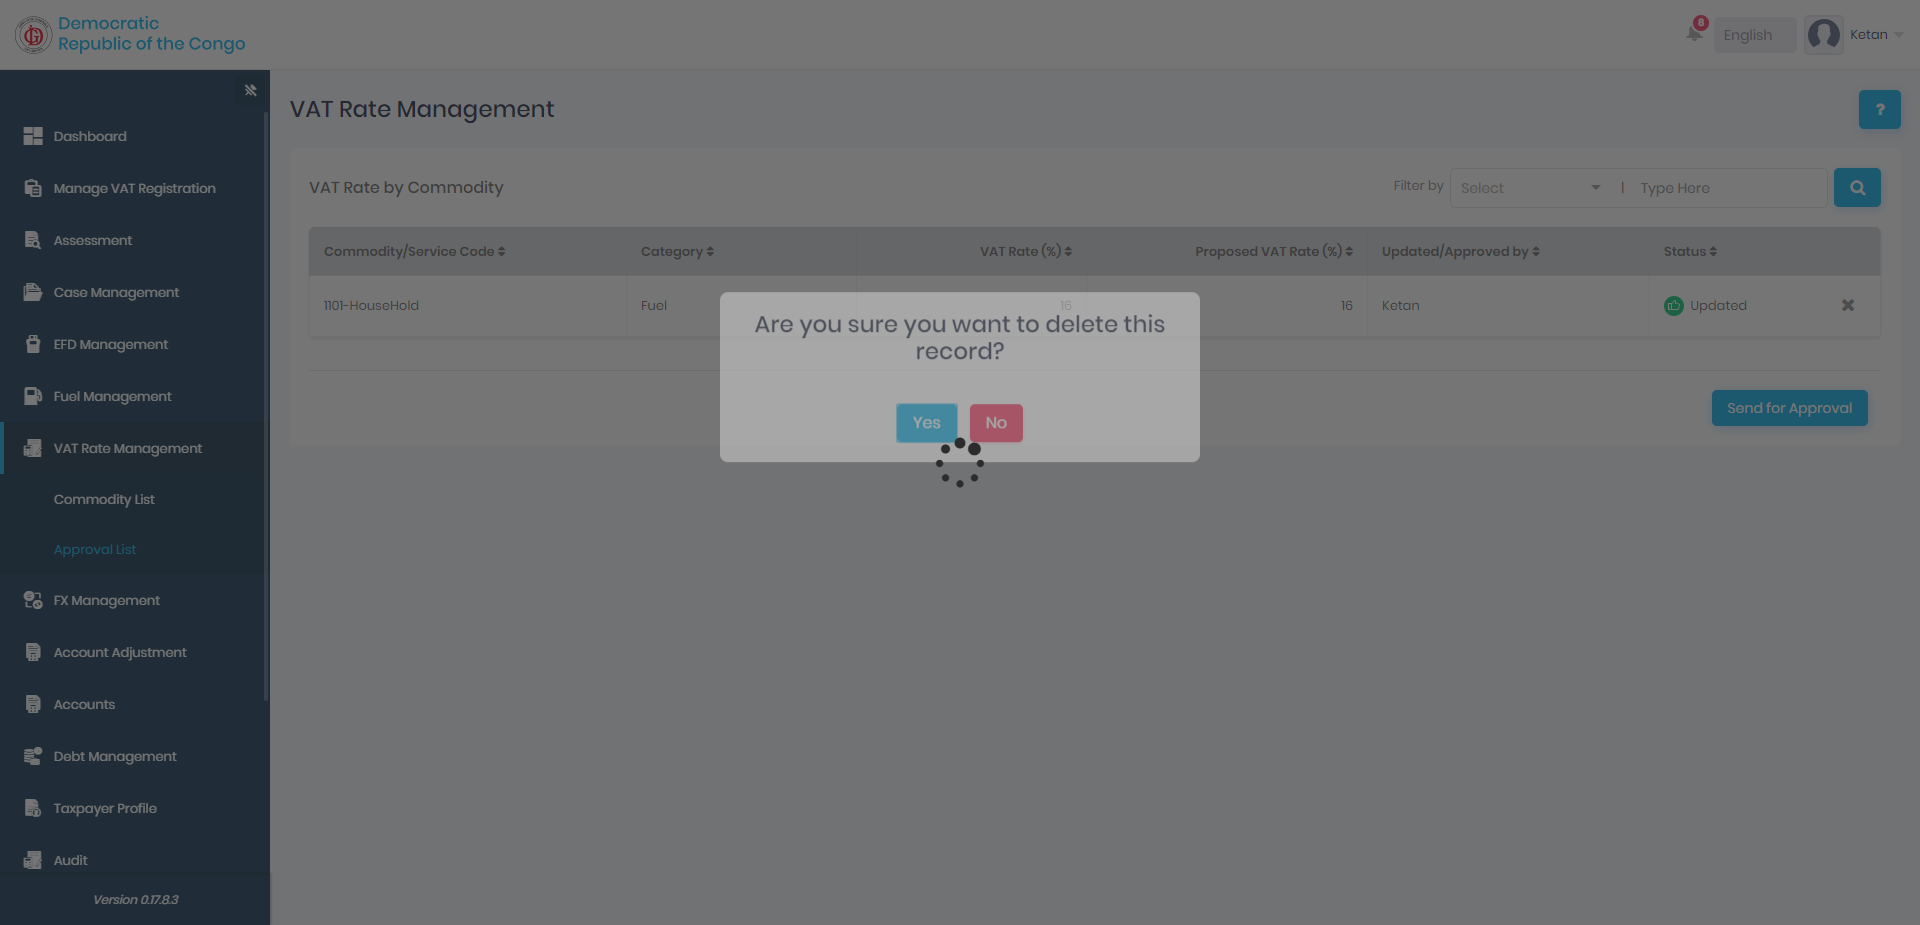 Democratic
Republic of the Congo
8
English
Ketan
Dashboard
Manage VAT Registration
Assessment
Case Management
EFD Management
Fuel Management
VAT Rate Management
Commodity List
Approval List
FX Management
Account Adjustment
Accounts
Debt Management
Taxpayer Profile
Audit
Version 0.17.8.3
VAT Rate Management
?
VAT Rate by Commodity
Filter by
Select
|
Type Here
Commodity/Service Code
Category
VAT Rate (%)
Proposed VAT Rate (%)
Updated/Approved by
Status
1101-HouseHold
Fuel
16
16
Ketan
Updated
Send for Approval
Are you sure you want to delete this
record?
Yes
No